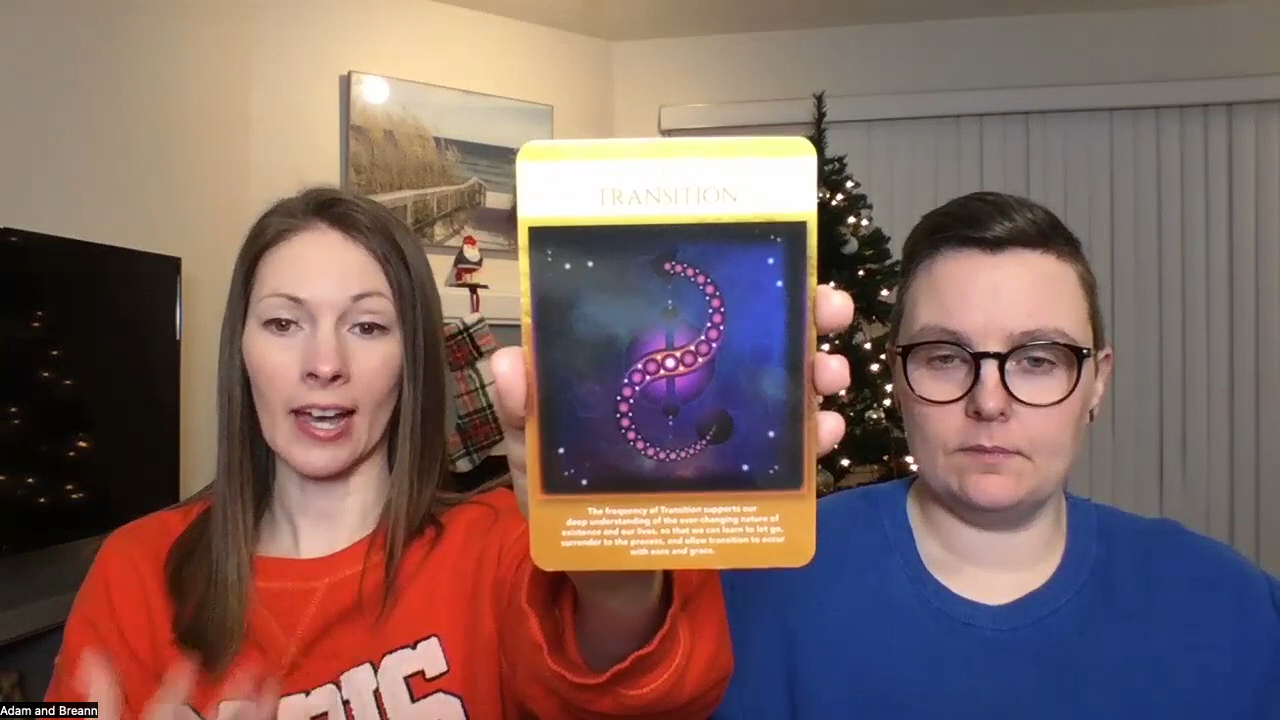 TRANSITION
The frequency of Transition supports our
deep understanding of the ever-changing nature of
existence and our lives, so that we can learn to let go,
surrender to the process, and allow transition to occur
with ease and grace.
Adam and Breann